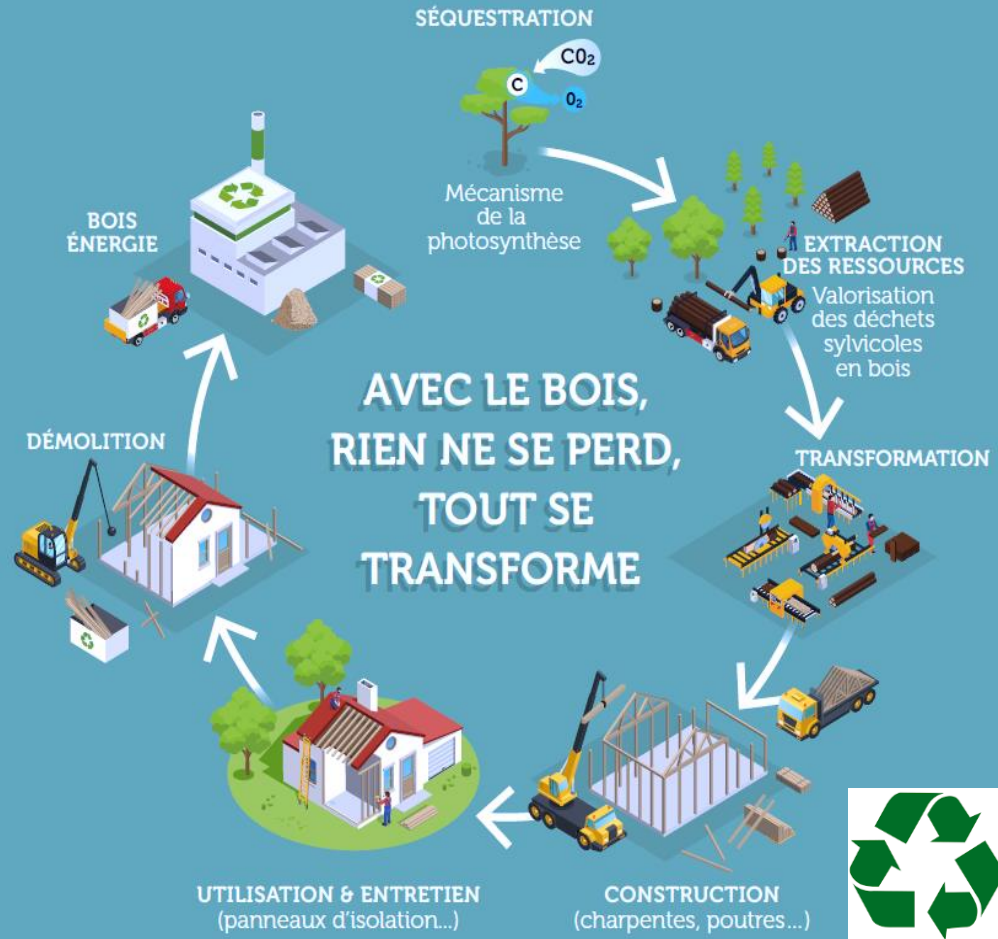 SÉQUESTRATION
CO₂
C
O₂
Mécanisme
de la
photosynthèse
EXTRACTION
DES RESSOURCES
Valorisation
des déchets
sylvicoles
en bois
TRANSFORMATION
CONSTRUCTION
(charpentes, poutres...)
UTILISATION & ENTRETIEN
(panneaux d'isolation...)
DÉMOLITION
BOIS
ÉNERGIE
AVEC LE BOIS,
RIEN NE SE PERD,
TOUT SE
TRANSFORME